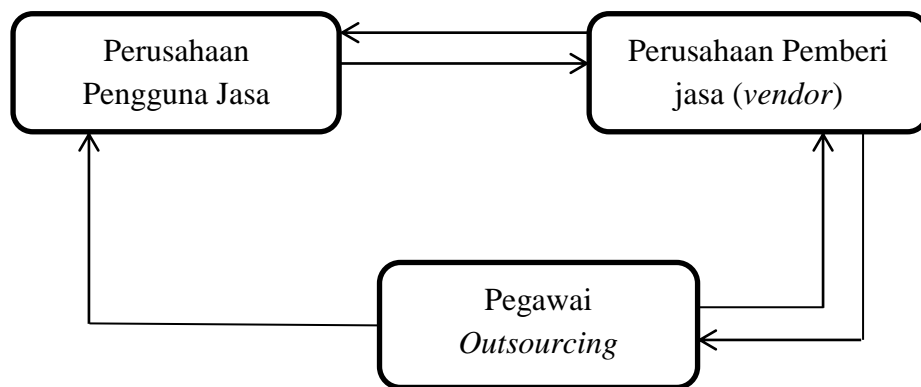 Perusahaan
Pengguna Jasa
Perusahaan Pemberi
jasa (vendor)
Pegawai
Outsourcing